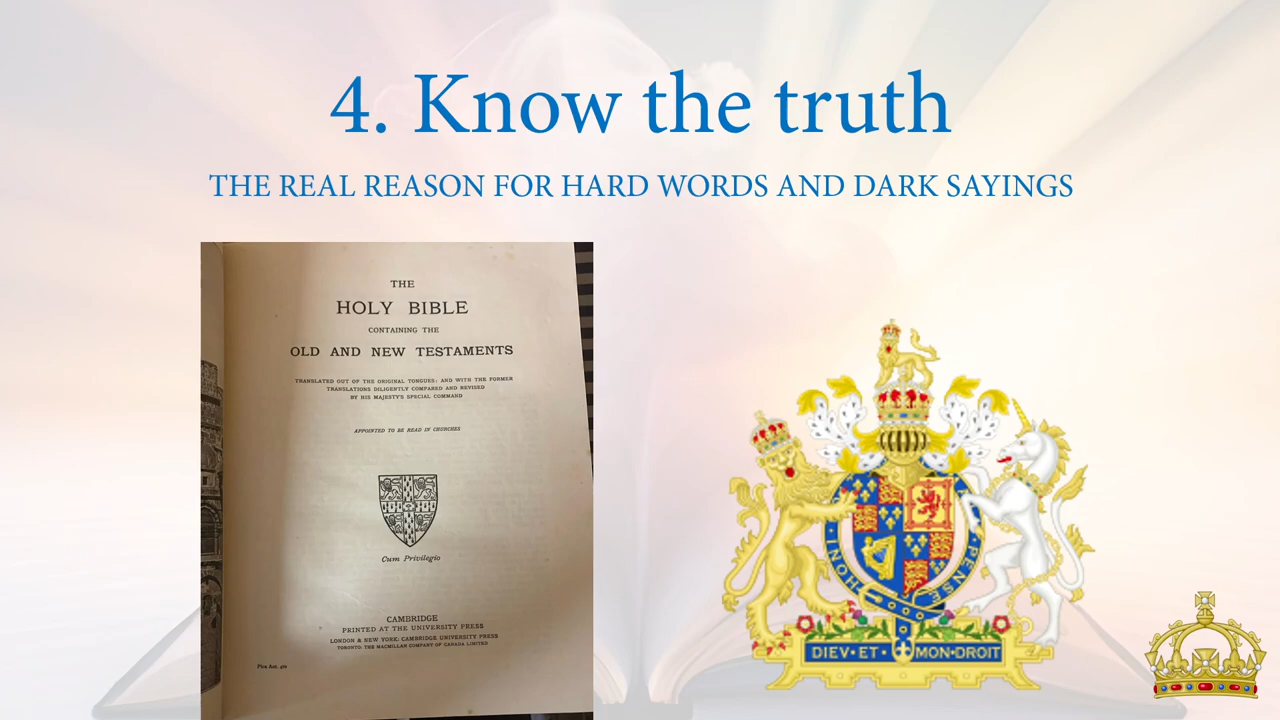 4. Know the truth
THE REAL REASON FOR HARD WORDS AND DARK SAYINGS
THE
HOLY BIBLE
CONTAINING THE
OLD AND NEW TESTAMENTS
TRANSLATED OUT OF THE ORIGINAL TONGUES: AND WITH THE FORMER
TRANSLATIONS DILIGENTLY COMPARED AND REVISED
BY HIS MAJESTY'S SPECIAL COMMAND
APPOINTED TO BE READ IN CHURCHES
Cum Privilegio
CAMBRIDGE
PRINTED AT THE UNIVERSITY PRESS
LONDON & NEW YORK: CAMBRIDGE UNIVERSITY PRESS
TORONTO: THE MACMILLAN COMPANY OF CANADA LIMITED
HONI
PENSE
DIEV·ET·MON·DROIT